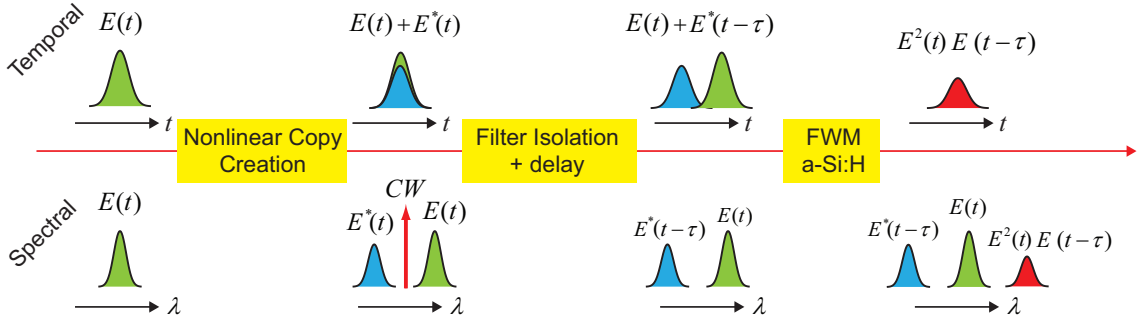 Temporal
E(t)
E(t) + E*(t)
E(t) + E*(t−τ)
E²(t) E (t−τ)
t
t
t
t
Nonlinear Copy
Creation
Filter Isolation
+ delay
FWM
a-Si:H
Spectral
E(t)
E*(t)
CW
E(t)
E*(t−τ)
E(t)
E*(t−τ)
E(t)
E²(t) E (t−τ)
λ
λ
λ
λ